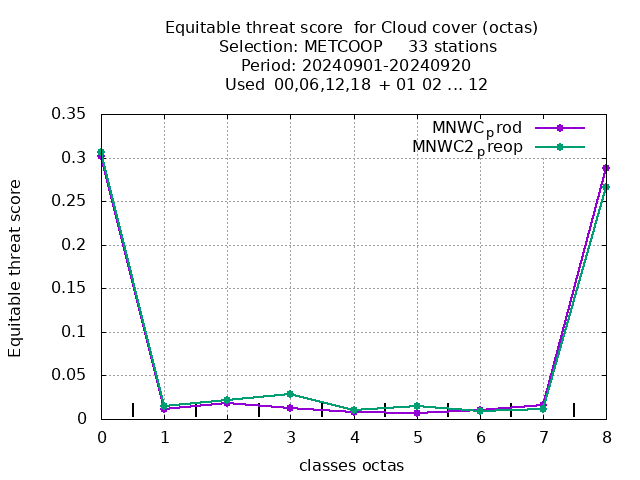 Equitable threat score  for Cloud cover (octas)
Selection: METCOOP     33 stations
Period: 20240901-20240920
Used  00,06,12,18 + 01 02 ... 12
MNWCprod
MNWC2preop
0.35
0.3
0.25
0.2
0.15
0.1
0.05
0
Equitable threat score
0 1 2 3 4 5 6 7 8
classes octas